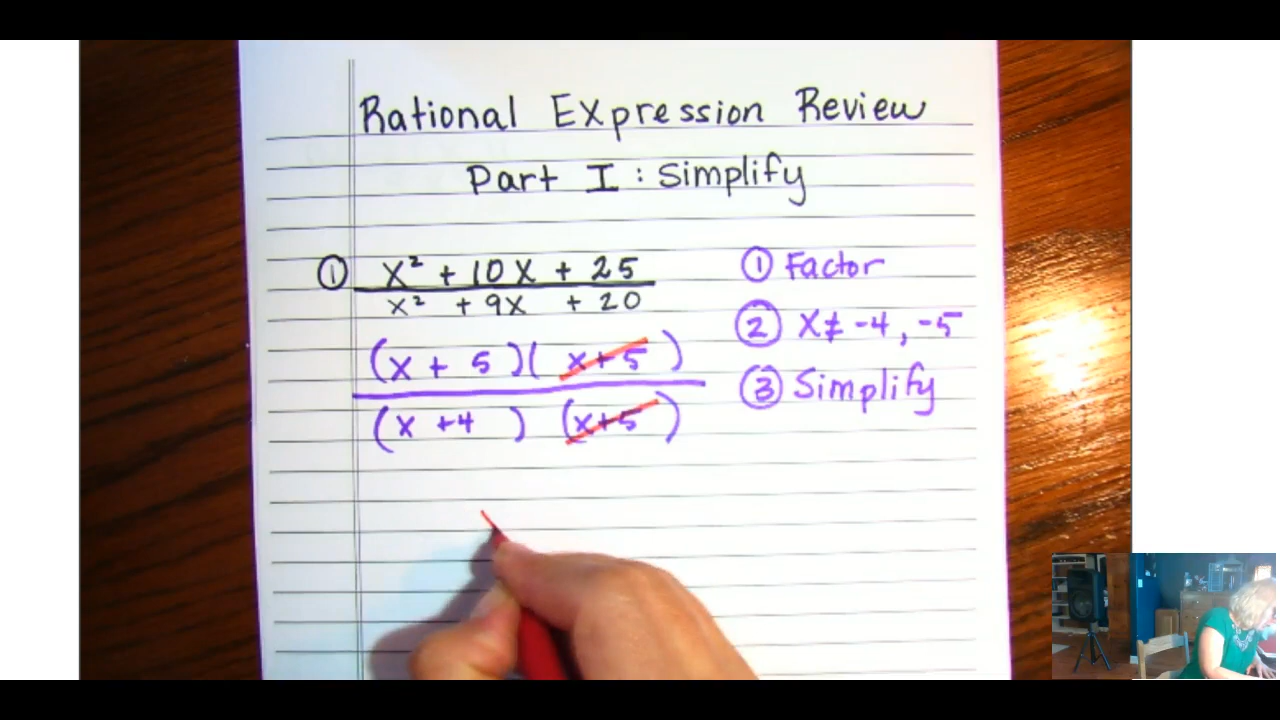 Rational Expression Review
Part I : Simplify
① x² + 10x + 25
x² + 9x + 20
(x + 5)(x + 5)
(x + 4) (x + 5)
① Factor
② x ≠ -4, -5
③ Simplify